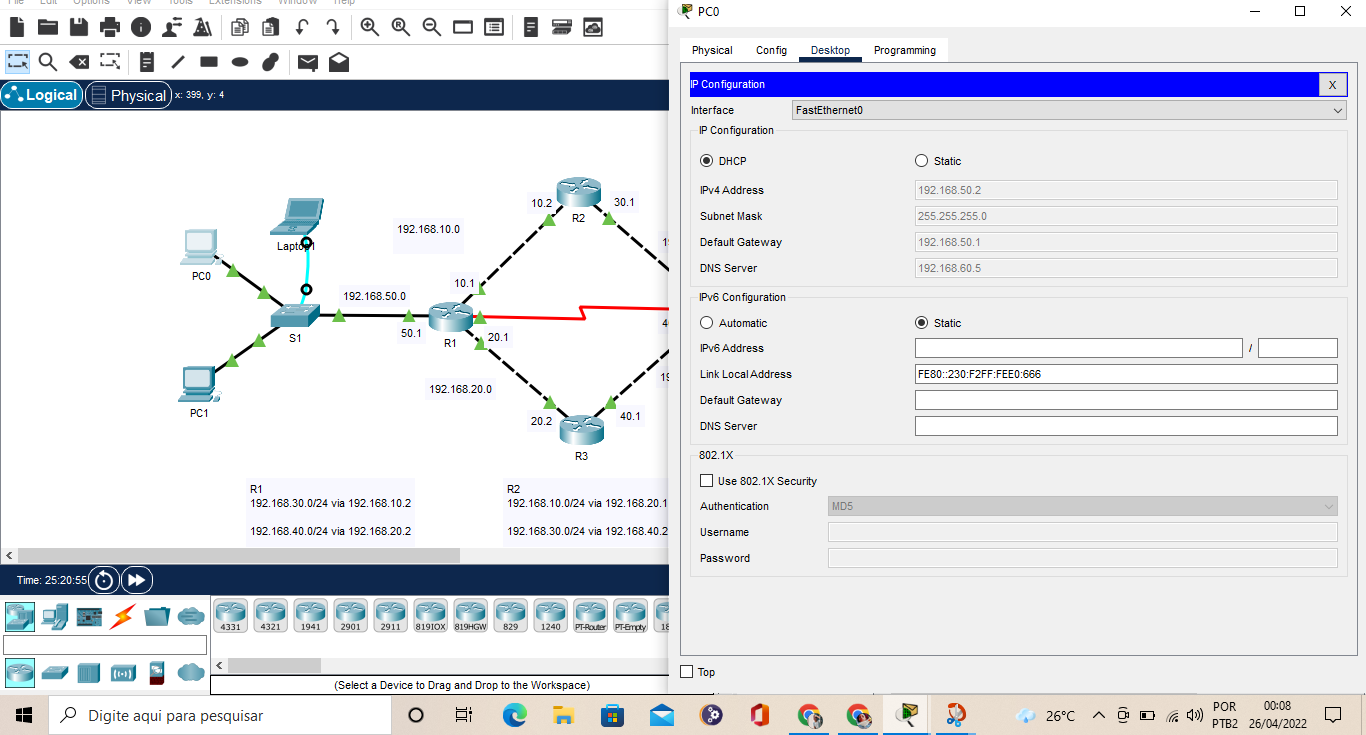 File Edit Options View Tools Extensions Window Help
Logical
Physical
x: 399, y: 4
Laptop1
PC0
S1
PC1
192.168.10.0
192.168.50.0
50.1
R1
10.1
20.1
192.168.20.0
10.2
R2
30.1
20.2
R3
40.1
R1
192.168.30.0/24 via 192.168.10.2
192.168.40.0/24 via 192.168.20.2
R2
192.168.10.0/24 via 192.168.20.1
192.168.30.0/24 via 192.168.40.2
Time: 25:20:55
4331
4321
1941
2901
2911
819IOX
819HGW
829
1240
PT-Router
PT-Empty
(Select a Device to Drag and Drop to the Workspace)
PC0
Physical
Config
Desktop
Programming
IP Configuration
X
Interface
FastEthernet0
IP Configuration
DHCP
Static
IPv4 Address
192.168.50.2
Subnet Mask
255.255.255.0
Default Gateway
192.168.50.1
DNS Server
192.168.60.5
IPv6 Configuration
Automatic
Static
IPv6 Address
/
Link Local Address
FE80::230:F2FF:FEE0:666
Default Gateway
DNS Server
802.1X
Use 802.1X Security
Authentication
MD5
Username
Password
Top
Digite aqui para pesquisar
26°C
POR
PTB2
00:08
26/04/2022